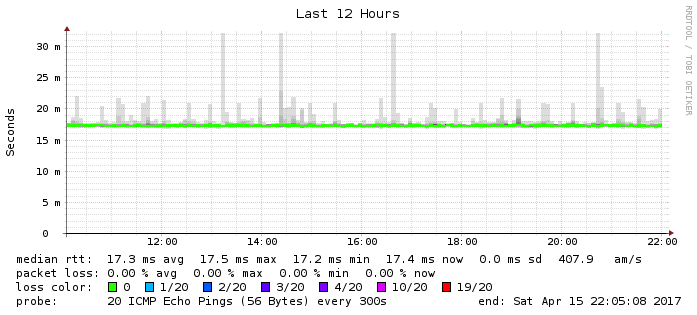 Last 12 Hours
RRDTOOL / TOBI OETIKER
Seconds
30 m
25 m
20 m
15 m
10 m
5 m
0
12:00 14:00 16:00 18:00 20:00 22:00
median rtt: 17.3 ms avg 17.5 ms max 17.2 ms min 17.4 ms now 0.0 ms sd 407.9 am/s
packet loss: 0.00 % avg 0.00 % max 0.00 % min 0.00 % now
loss color: 0 1/20 2/20 3/20 4/20 10/20 19/20
probe: 20 ICMP Echo Pings (56 Bytes) every 300s end: Sat Apr 15 22:05:08 2017